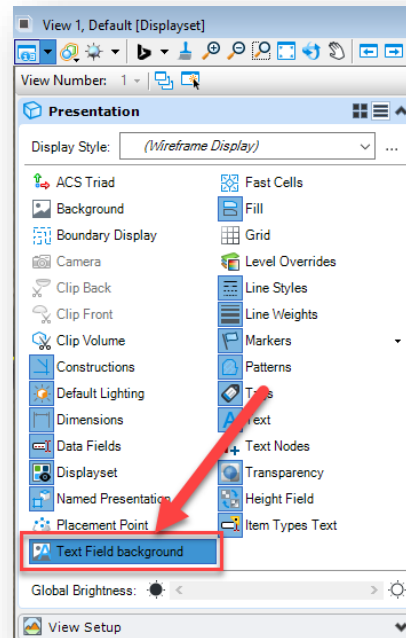 View 1, Default [Displayset]
View Number: 1
Presentation
Display Style: (Wireframe Display) ...
ACS Triad Fast Cells
Background Fill
Boundary Display Grid
Camera Level Overrides
Clip Back Line Styles
Clip Front Line Weights
Clip Volume Markers
Constructions Patterns
Default Lighting
Dimensions Text
Data Fields Text Nodes
Displayset Transparency
Named Presentation Height Field
Placement Point Item Types Text
Text Field background
Global Brightness:
View Setup